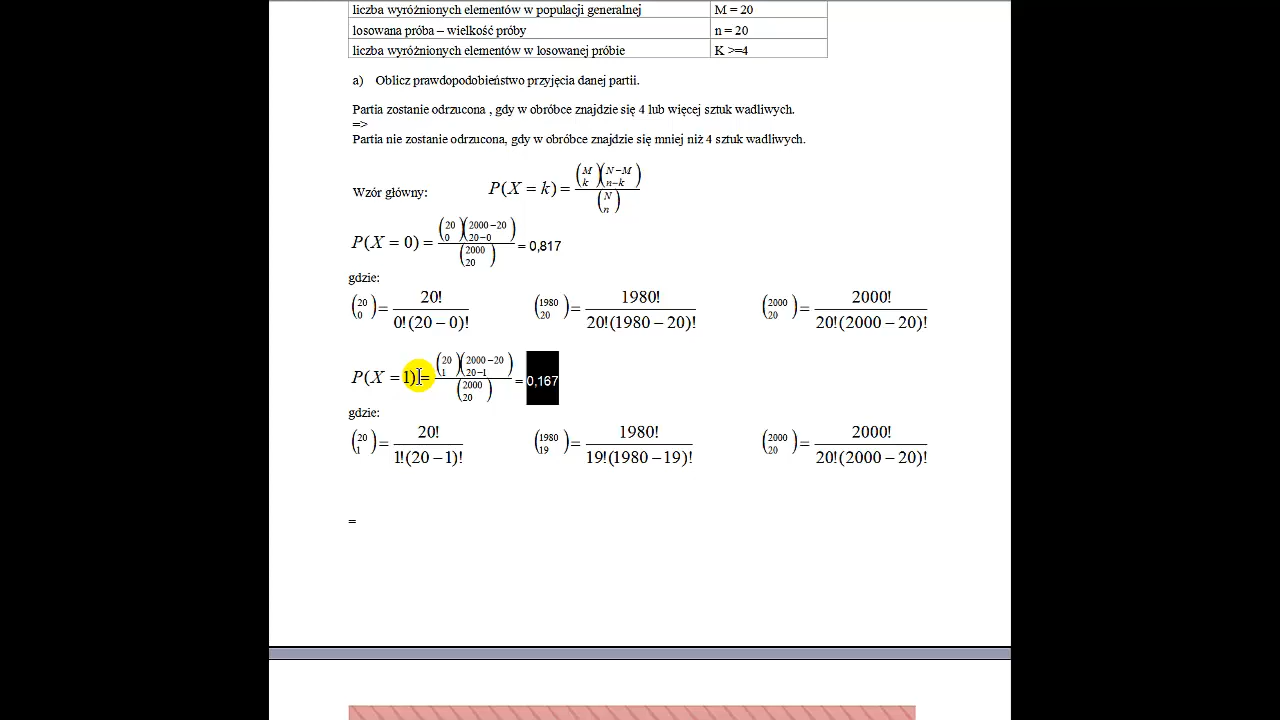 liczba wyróżnionych elementów w populacji generalnej M = 20
losowana próba – wielkość próby n = 20
liczba wyróżnionych elementów w losowanej próbie K >=4
a) Oblicz prawdopodobieństwo przyjęcia danej partii.
Partia zostanie odrzucona , gdy w obróbce znajdzie się 4 lub więcej sztuk wadliwych.
=>
Partia nie zostanie odrzucona, gdy w obróbce znajdzie się mniej niż 4 sztuk wadliwych.
Wzór główny: P(X = k) = (M k)(N−M n−k) / (N n)
P(X = 0) = (20 0)(2000−20 20−0) / (2000 20) = 0,817
gdzie:
(20 0) = 20! / 0!(20 − 0)! (1980 20) = 1980! / 20!(1980 − 20)! (2000 20) = 2000! / 20!(2000 − 20)!
P(X = 1) = (20 1)(2000−20 20−1) / (2000 20) = 0,167
gdzie:
(20 1) = 20! / 1!(20 − 1)! (1980 19) = 1980! / 19!(1980 − 19)! (2000 20) = 2000! / 20!(2000 − 20)!
=